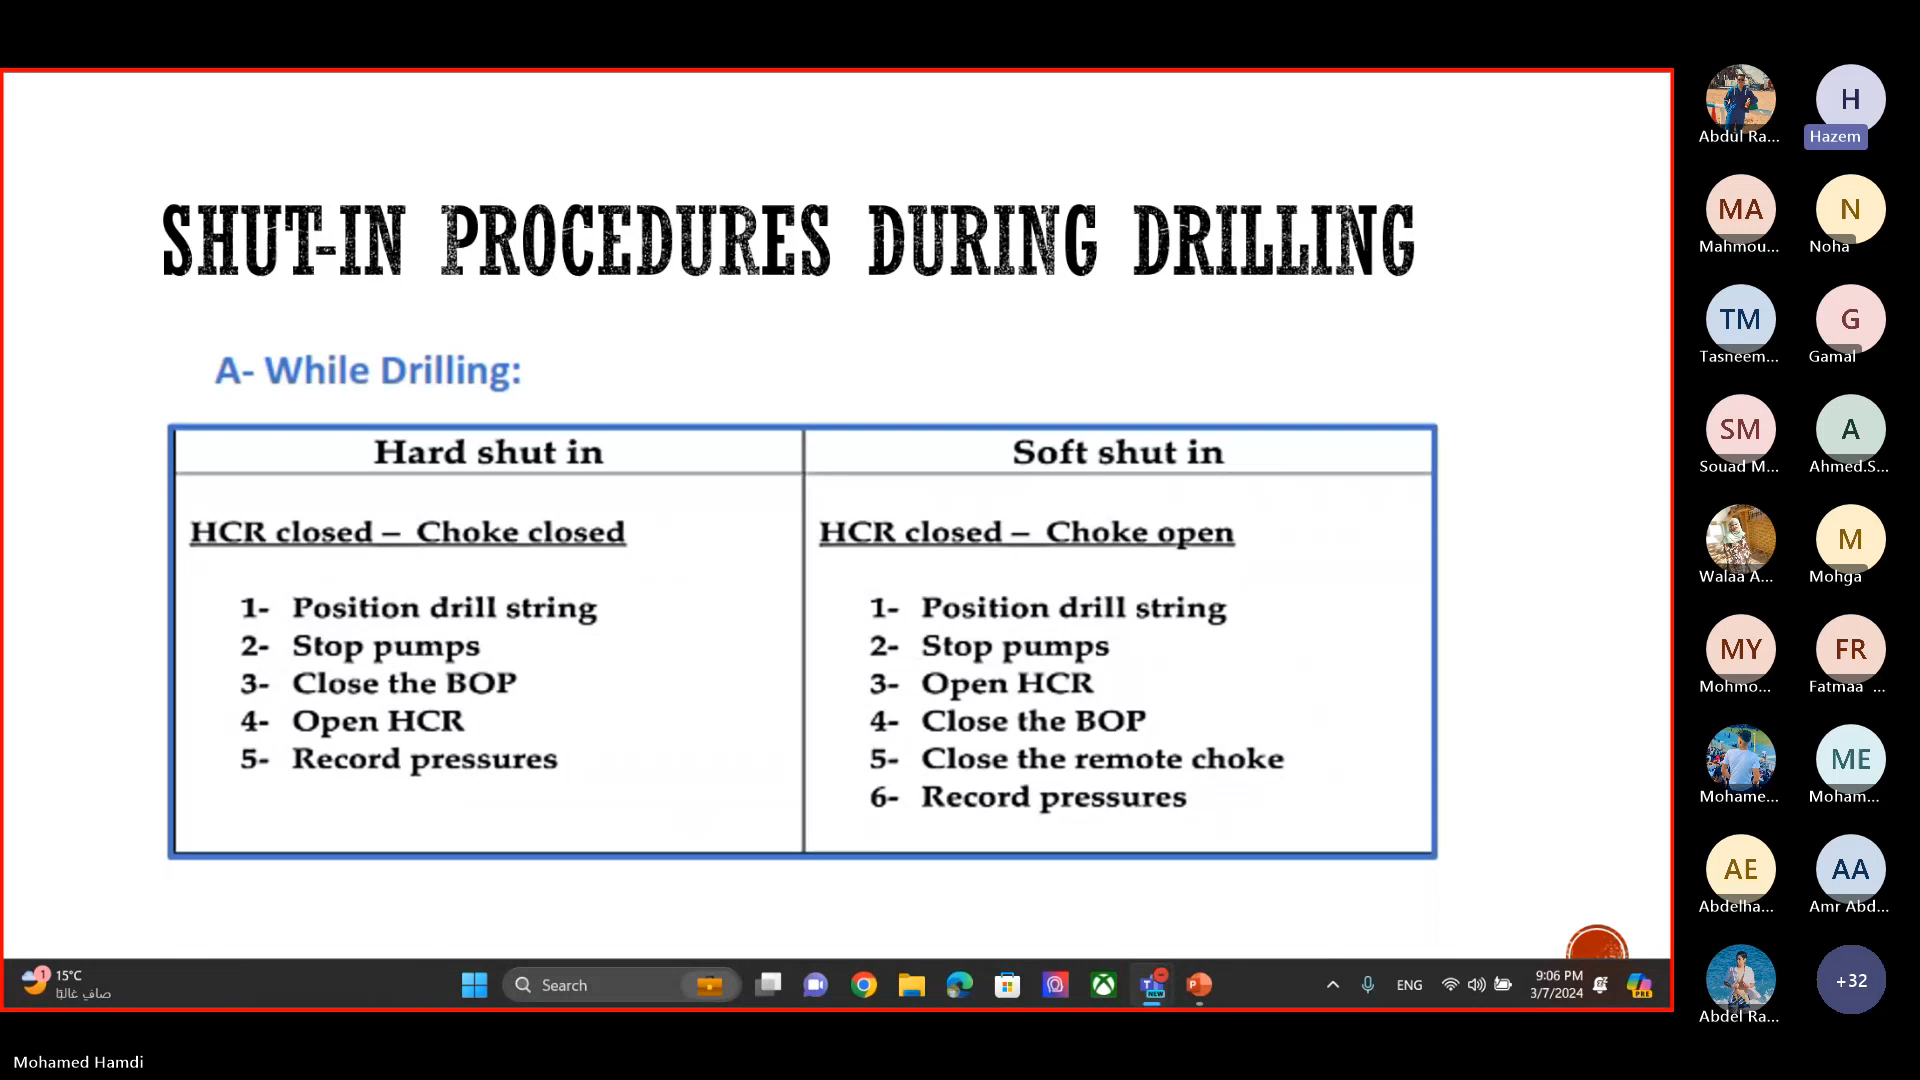 SHUT-IN PROCEDURES DURING DRILLING
A- While Drilling:
Hard shut in
HCR closed – Choke closed
1- Position drill string
2- Stop pumps
3- Close the BOP
4- Open HCR
5- Record pressures
Soft shut in
HCR closed – Choke open
1- Position drill string
2- Stop pumps
3- Open HCR
4- Close the BOP
5- Close the remote choke
6- Record pressures
1
15°C
صافٍ غالبًا
Search
NEW
ENG
9:06 PM
3/7/2024
PRE
Mohamed Hamdi
Abdul Ra...
H
Hazem
MA
Mahmou...
N
Noha
TM
Tasneem...
G
Gamal
SM
Souad M...
A
Ahmed.S...
Walaa A...
M
Mohga
MY
Mohmo...
FR
Fatmaa ...
Mohame...
ME
Moham...
AE
Abdelha...
AA
Amr Abd...
Abdel Ra...
+32